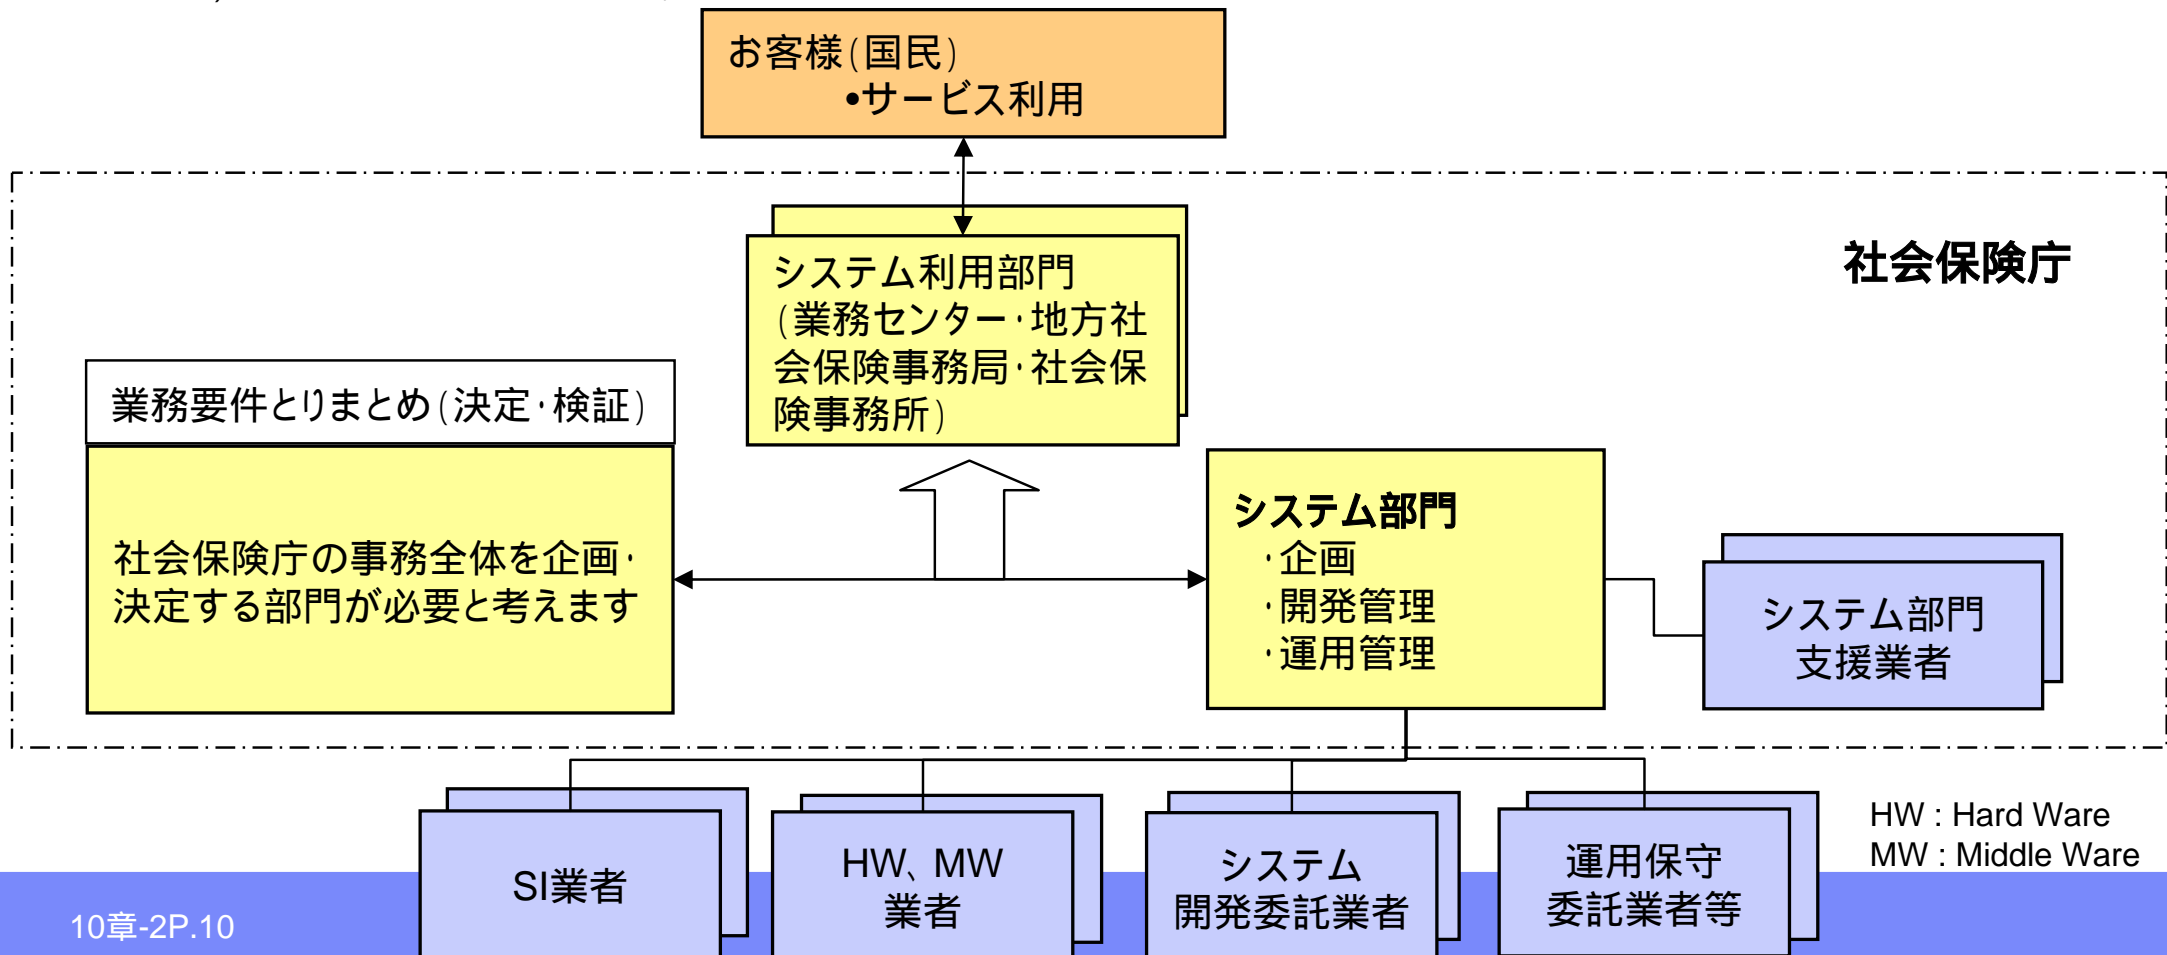 お客様(国民)
•サービス利用
社会保険庁
システム利用部門
(業務センター・地方社
会保険事務局・社会保
険事務所)
業務要件とりまとめ(決定・検証)
社会保険庁の事務全体を企画・
決定する部門が必要と考えます
システム部門
・企画
・開発管理
・運用管理
システム部門
支援業者
SI業者
HW、MW
業者
システム
開発委託業者
運用保守
委託業者等
HW : Hard Ware
MW : Middle Ware
10章-2P.10